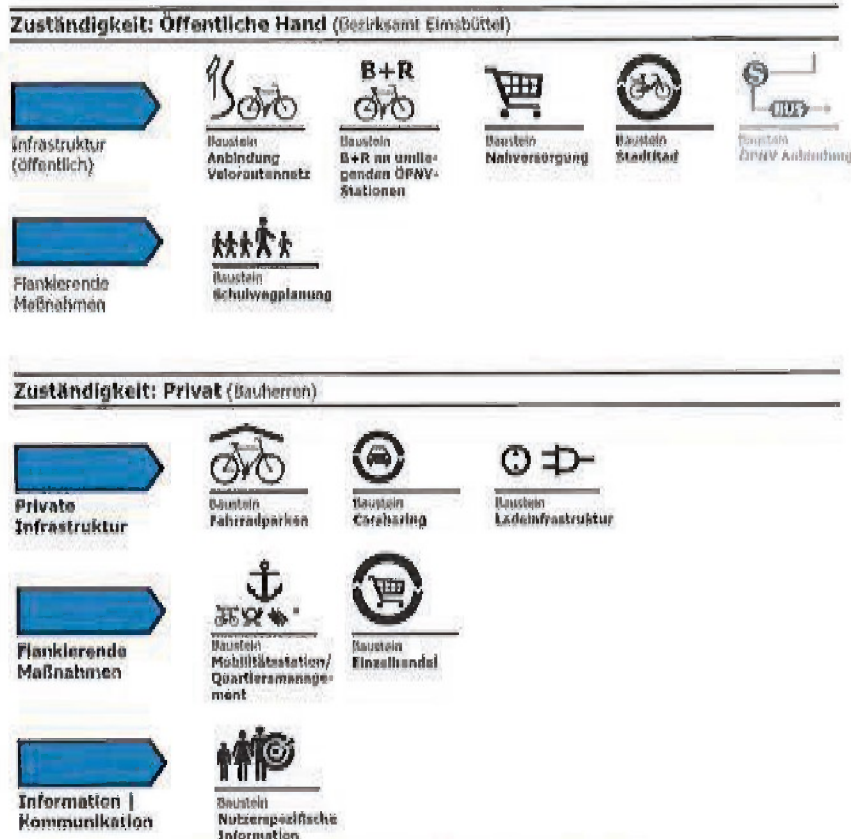 Zuständigkeit: Öffentliche Hand (Bezirksamt Eimsbüttel)
Infrastruktur
(öffentlich)
Baustein
Anbindung
Veloroutennetz
B+R
Baustein
B+R an umlie-
genden ÖPNV-
Stationen
Baustein
Nahversorgung
Baustein
StadtRad
S
BUS
Baustein
ÖPNV Anbindung
Flankierende
Maßnahmen
Baustein
Schulwegplanung
Zuständigkeit: Privat (Bauherren)
Private
Infrastruktur
Baustein
Fahrradparken
Baustein
Carsharing
Baustein
Ladeinfrastruktur
Flankierende
Maßnahmen
Baustein
Mobilitätsstation/
Quartiersmanage-
ment
Baustein
Einzelhandel
Information |
Kommunikation
Baustein
Nutzerspezifische
Information